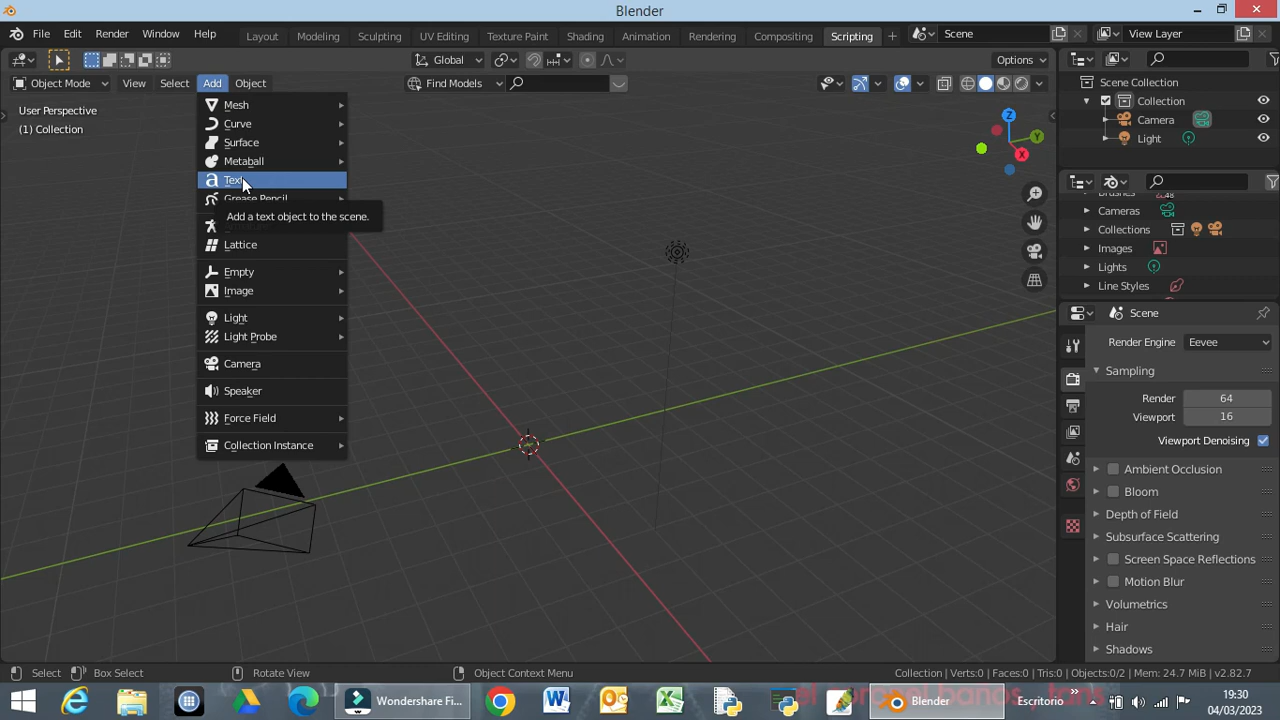 Blender
File Edit Render Window Help Layout Modeling Sculpting UV Editing Texture Paint Shading Animation Rendering Compositing Scripting + Scene View Layer
Global Options
Object Mode View Select Add Object Find Models
User Perspective
(1) Collection
Mesh
Curve
Surface
Metaball
Text
Grease Pencil
Add a text object to the scene.
Lattice
Empty
Image
Light
Light Probe
Camera
Speaker
Force Field
Collection Instance
Z
Y
X
Scene Collection
Collection
Camera
Light
Brushes 48
Cameras
Collections
Images
Lights
Line Styles
Scene
Render Engine Eevee
Sampling
Render 64
Viewport 16
Viewport Denoising
Ambient Occlusion
Bloom
Depth of Field
Subsurface Scattering
Screen Space Reflections
Motion Blur
Volumetrics
Hair
Shadows
Select Box Select Rotate View Object Context Menu Collection | Verts:0 | Faces:0 | Tris:0 | Objects:0/2 | Mem: 24.7 MiB | v2.82.7
Wondershare Fi... Blender Escritorio » 19:30
04/03/2023